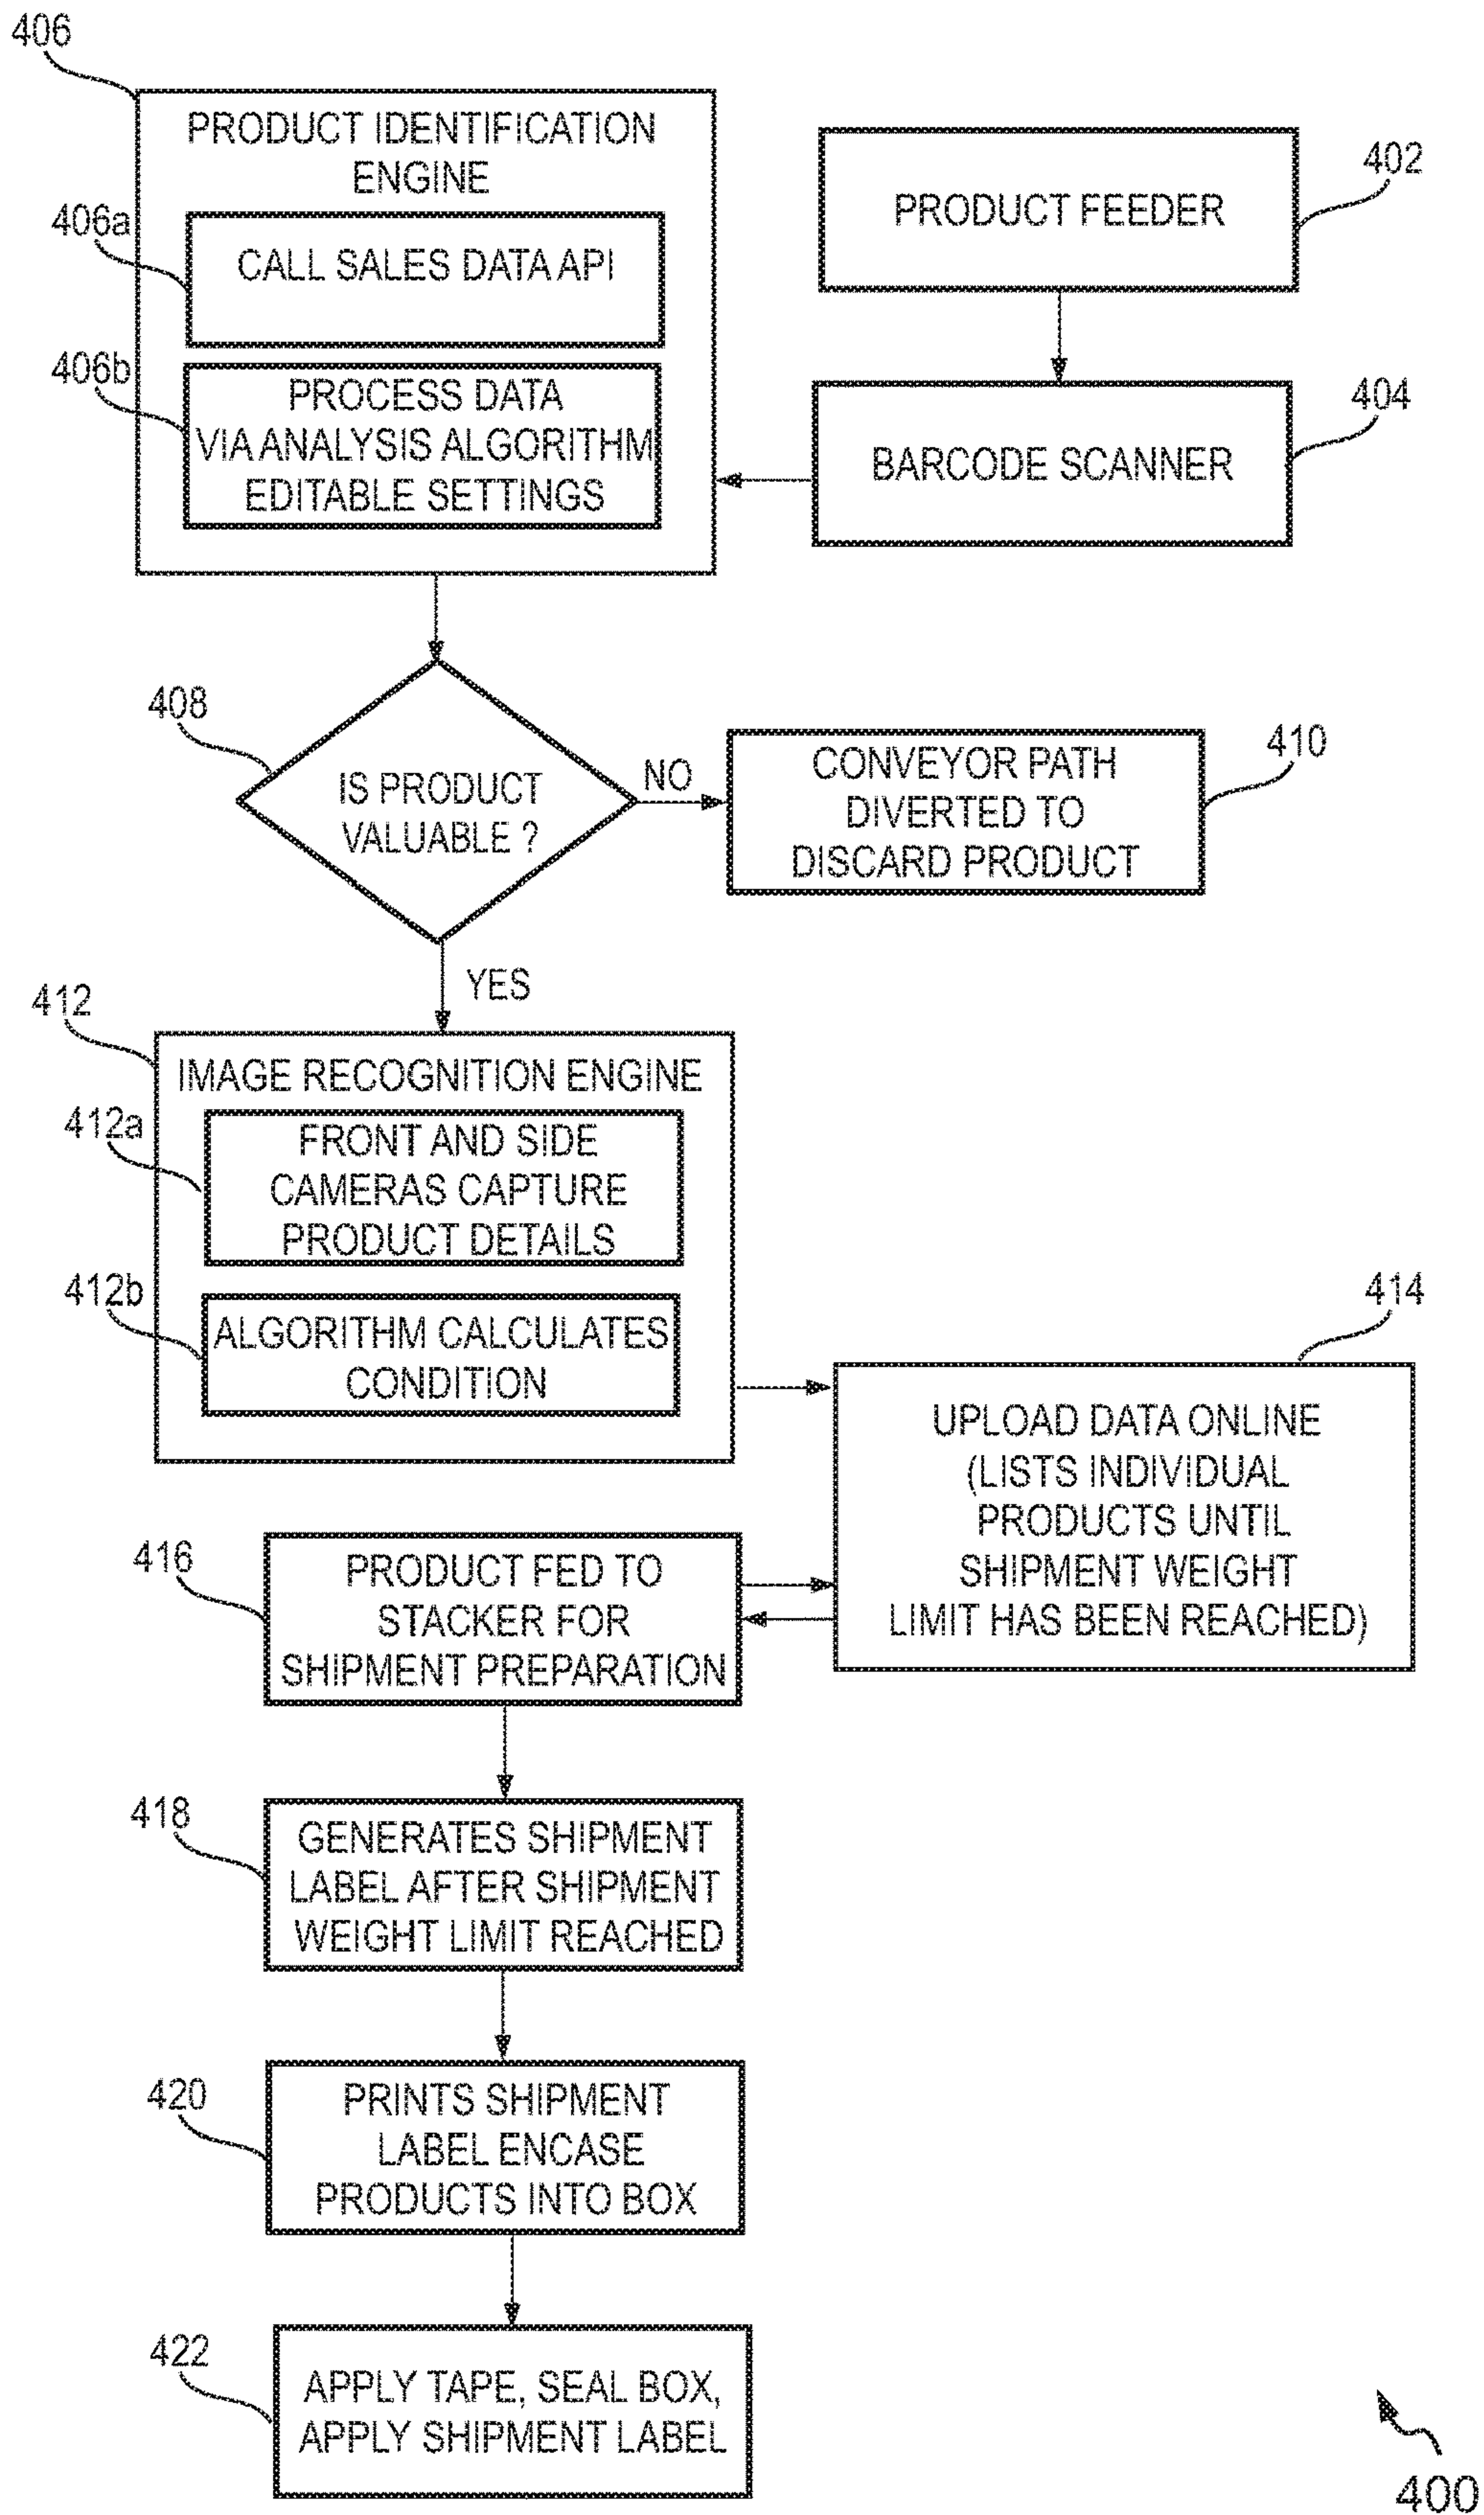 406
PRODUCT IDENTIFICATION
ENGINE
406a
CALL SALES DATA API
406b
PROCESS DATA
VIA ANALYSIS ALGORITHM
EDITABLE SETTINGS
402
PRODUCT FEEDER
404
BARCODE SCANNER
408
IS PRODUCT
VALUABLE ?
NO
410
CONVEYOR PATH
DIVERTED TO
DISCARD PRODUCT
YES
412
IMAGE RECOGNITION ENGINE
412a
FRONT AND SIDE
CAMERAS CAPTURE
PRODUCT DETAILS
412b
ALGORITHM CALCULATES
CONDITION
414
UPLOAD DATA ONLINE
(LISTS INDIVIDUAL
PRODUCTS UNTIL
SHIPMENT WEIGHT
LIMIT HAS BEEN REACHED)
416
PRODUCT FED TO
STACKER FOR
SHIPMENT PREPARATION
418
GENERATES SHIPMENT
LABEL AFTER SHIPMENT
WEIGHT LIMIT REACHED
420
PRINTS SHIPMENT
LABEL ENCASE
PRODUCTS INTO BOX
422
APPLY TAPE, SEAL BOX,
APPLY SHIPMENT LABEL
400